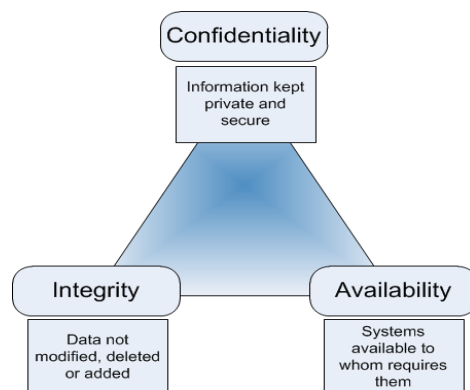 Confidentiality
Information kept
private and
secure
Integrity
Data not
modified, deleted
or added
Availability
Systems
available to
whom requires
them